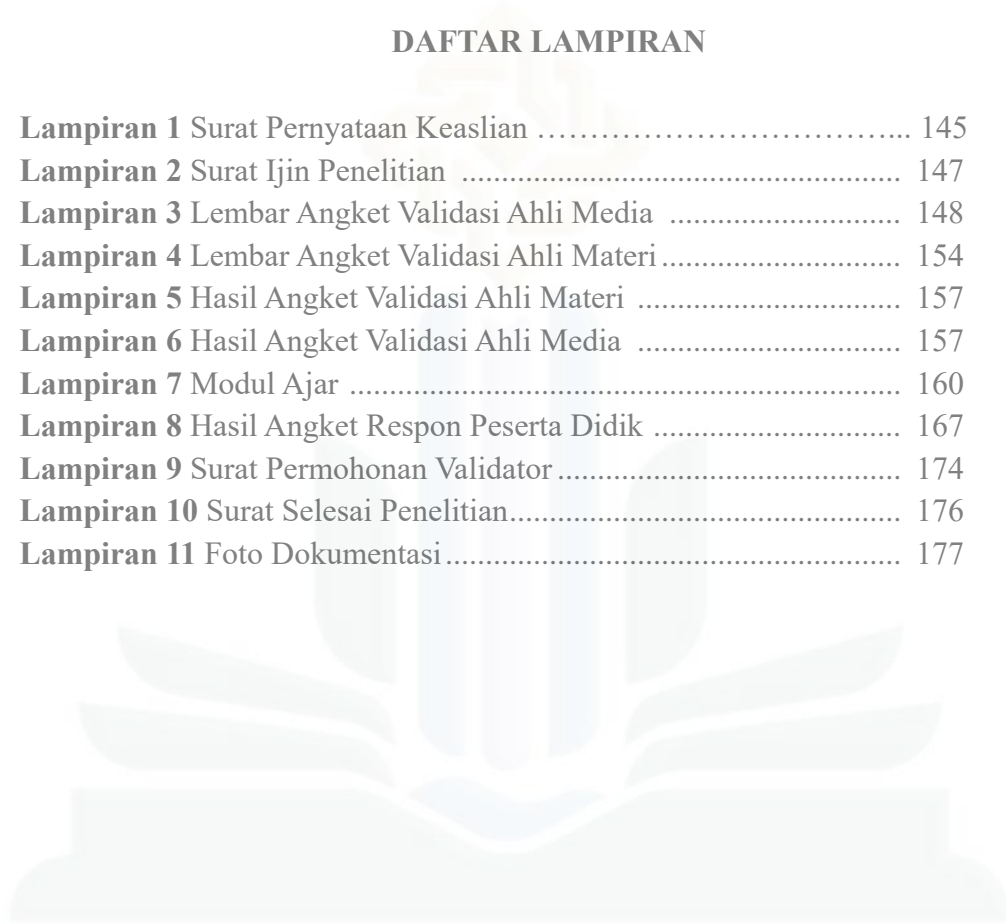 DAFTAR LAMPIRAN
Lampiran 1 Surat Pernyataan Keaslian ……………………………….. 145
Lampiran 2 Surat Ijin Penelitian ........................................................ 147
Lampiran 3 Lembar Angket Validasi Ahli Media ............................. 148
Lampiran 4 Lembar Angket Validasi Ahli Materi .............................. 154
Lampiran 5 Hasil Angket Validasi Ahli Materi ................................. 157
Lampiran 6 Hasil Angket Validasi Ahli Media ................................. 157
Lampiran 7 Modul Ajar ...................................................................... 160
Lampiran 8 Hasil Angket Respon Peserta Didik ............................... 167
Lampiran 9 Surat Permohonan Validator ........................................... 174
Lampiran 10 Surat Selesai Penelitian................................................. 176
Lampiran 11 Foto Dokumentasi ......................................................... 177